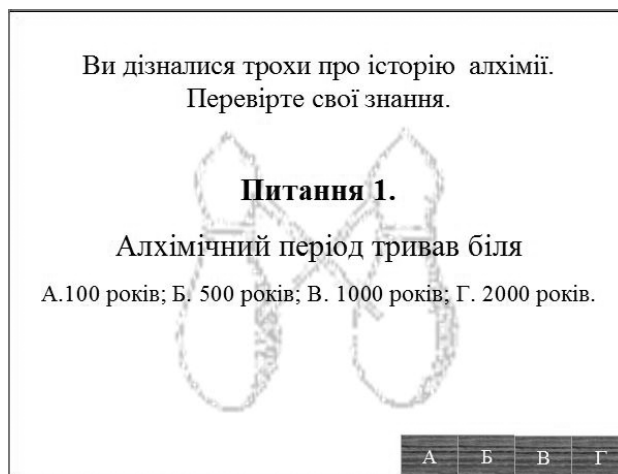 Ви дізналися трохи про історію алхімії.
Перевірте свої знання.
Питання 1.
Алхімічний період тривав біля
А.100 років; Б. 500 років; В. 1000 років; Г. 2000 років.
А Б В Г